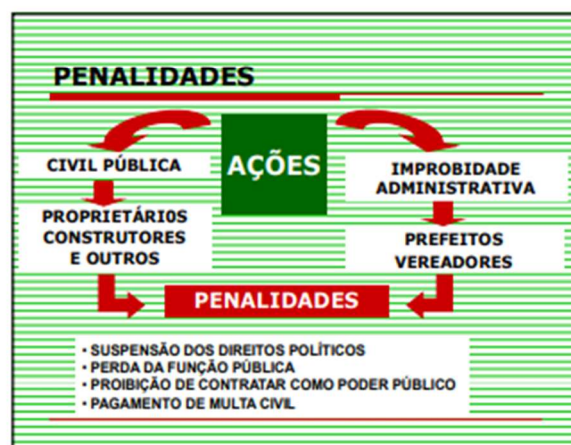 PENALIDADES
AÇÕES
CIVIL PÚBLICA
PROPRIETÁRI0S
CONSTRUTORES
E OUTROS
IMPROBIDADE
ADMINISTRATIVA
PREFEITOS
VEREADORES
PENALIDADES
• SUSPENSÃO DOS DIREITOS POLÍTICOS
• PERDA DA FUNÇÃO PÚBLICA
• PROIBIÇÃO DE CONTRATAR COMO PODER PÚBLICO
• PAGAMENTO DE MULTA CIVIL